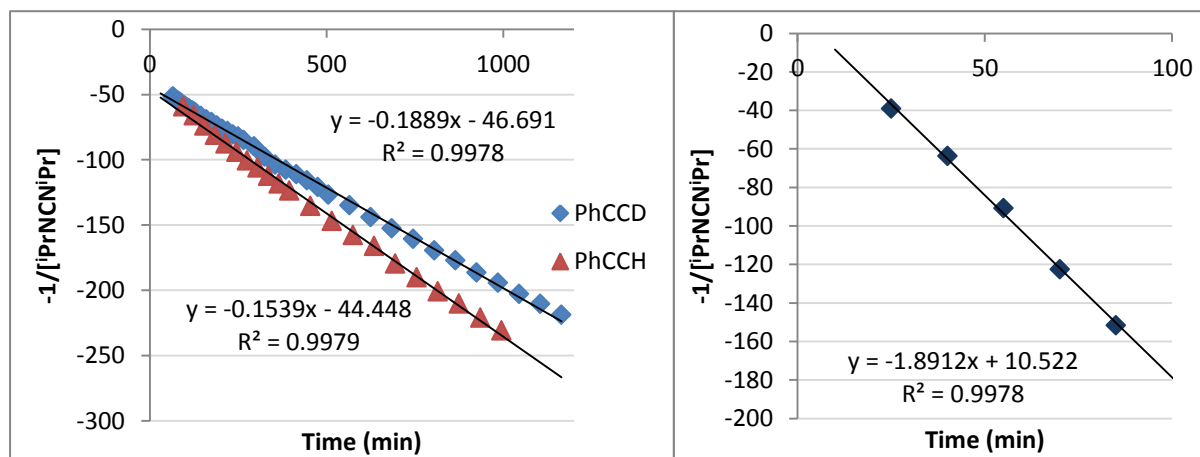 0
-50
-100
-150
-200
-250
-300
0
500
1000
y = -0.1889x - 46.691
R² = 0.9978
PhCCD
PhCCH
y = -0.1539x - 44.448
R² = 0.9979
-1/[ⁱPrNCNⁱPr]
Time (min)
0
-20
-40
-60
-80
-100
-120
-140
-160
-180
-200
0
50
100
y = -1.8912x + 10.522
R² = 0.9978
-1/[ⁱPrNCNⁱPr]
Time (min)